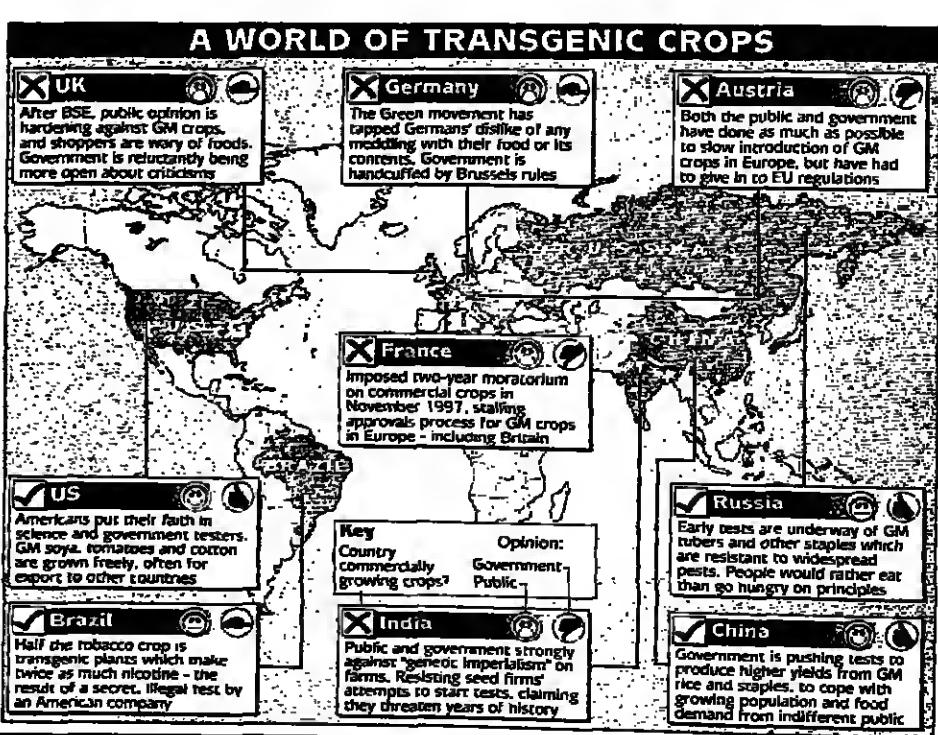 A WORLD OF TRANSGENIC CROPS
UK
After BSE, public opinion is
hardening against GM crops,
and shoppers are wary of foods.
Government is reluctantly being
more open about criticisms
Germany
The Green movement has
tapped Germans' dislike of any
meddling with their food or its
contents. Government is
handcuffed by Brussels rules
Austria
Both the public and government
have done as much as possible
to slow introduction of GM
crops in Europe, but have had
to give in to EU regulations
France
Imposed two-year moratorium
on commercial crops in
November 1997, stalling
approvals process for GM crops
in Europe - including Britain
US
Americans put their faith in
science and government testers.
GM soya, tomatoes and cotton
are grown freely, often for
export to other countries
Key
Country
commercially
growing crops?
Opinion:
Government
Public
Russia
Early tests are underway of GM
tubers and other staples which
are resistant to widespread
pests. People would rather eat
than go hungry on principles
Brazil
Half the tobacco crop is
transgenic plants which make
twice as much nicotine - the
result of a secret, illegal test by
an American company
India
Public and government strongly
against "genetic imperialism" on
farms. Resisting seed firms'
attempts to start tests, claiming
they threaten years of history
China
Government is pushing tests to
produce higher yields from GM
rice and staples, to cope with
growing population and food
demand from indifferent public